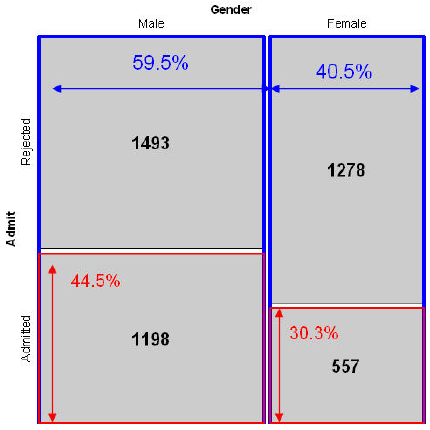 Gender
Male Female
59.5% 40.5%
Rejected
1493
1278
Admit
44.5%
30.3%
Admitted
1198
557